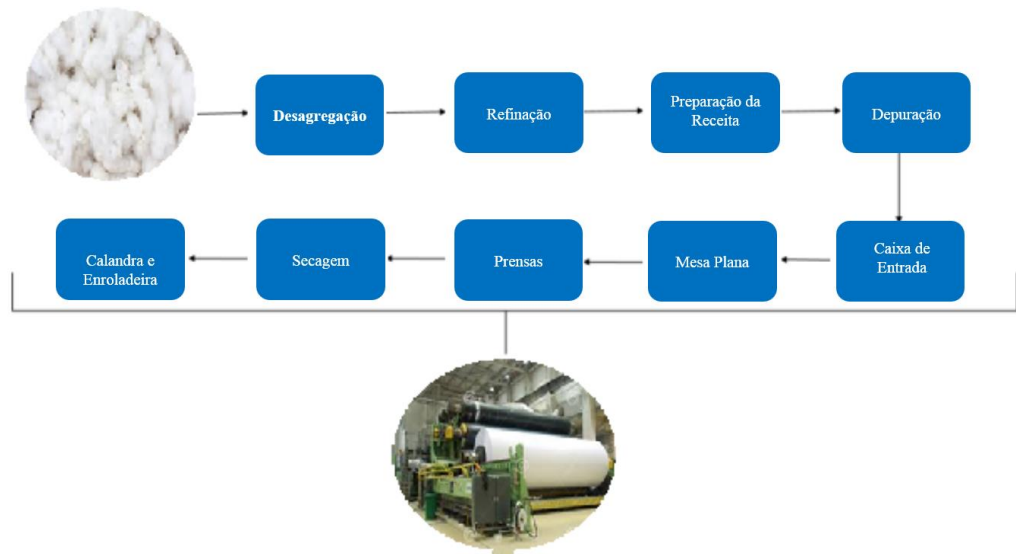 Desagregação
Refinação
Preparação da
Receita
Depuração
Caixa de
Entrada
Mesa Plana
Prensas
Secagem
Calandra e
Enroladeira